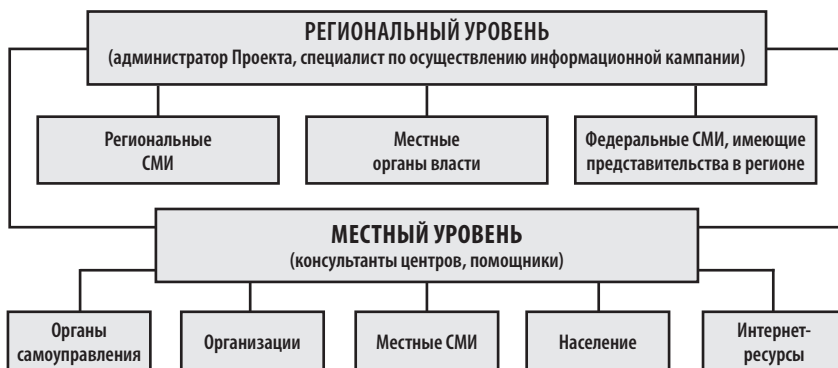 РЕГИОНАЛЬНЫЙ УРОВЕНЬ
(администратор Проекта, специалист по осуществлению информационной кампании)
Региональные
СМИ
Местные
органы власти
Федеральные СМИ, имеющие
представительства в регионе
МЕСТНЫЙ УРОВЕНЬ
(консультанты центров, помощники)
Органы
самоуправления
Организации
Местные СМИ
Население
Интернет-
ресурсы